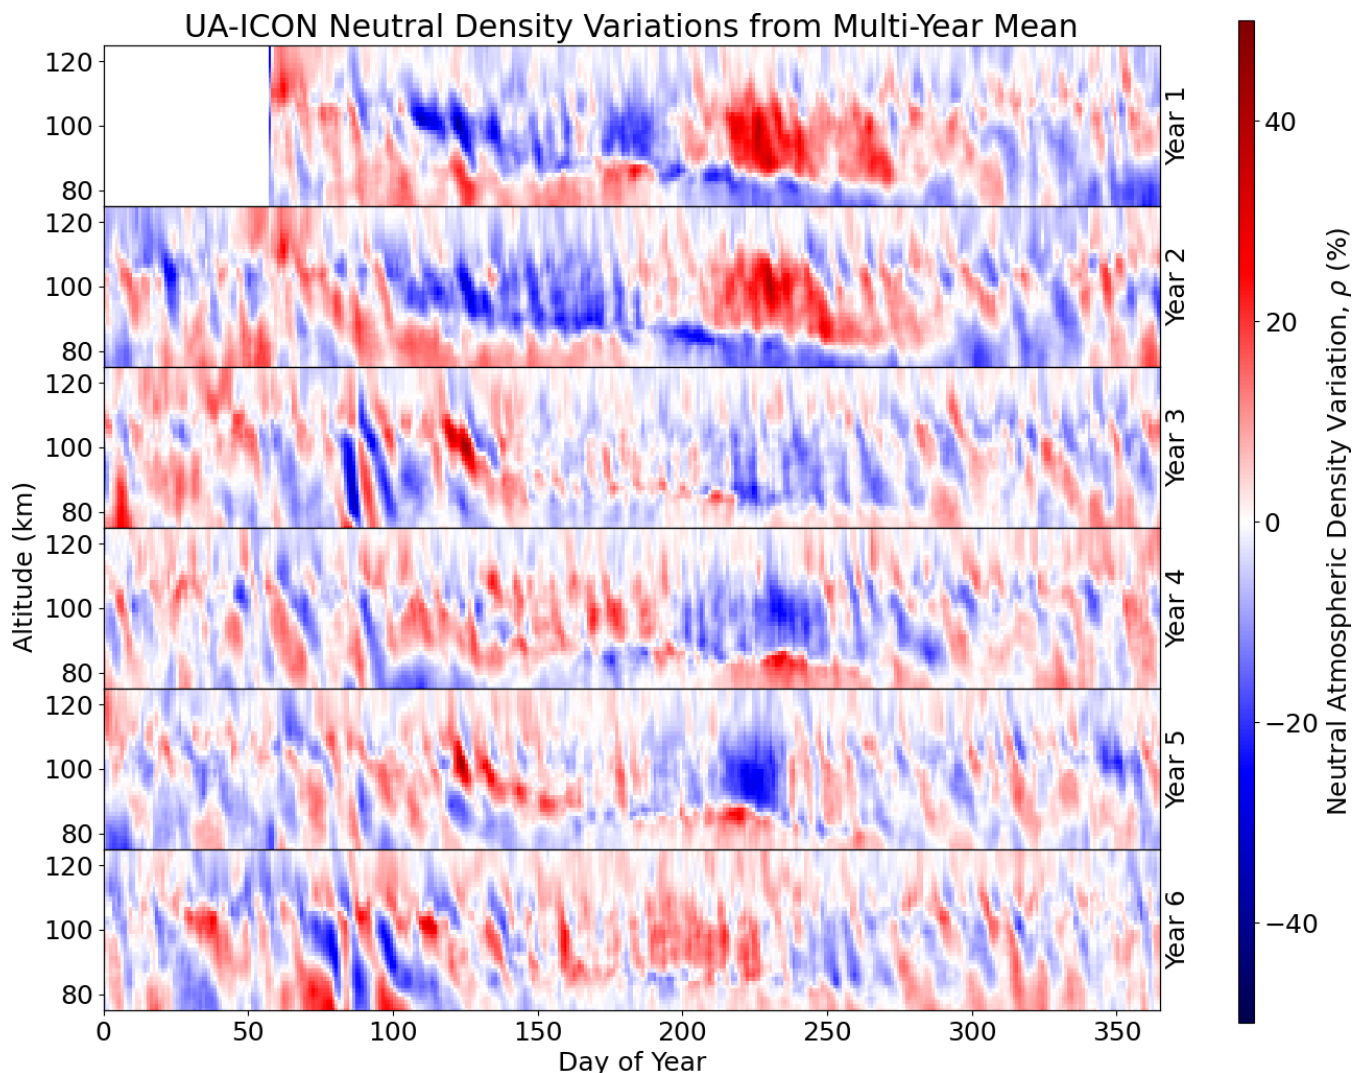 UA-ICON Neutral Density Variations from Multi-Year Mean
120
100
80
Year 1
120
100
80
Year 2
120
100
80
Year 3
120
100
80
Year 4
120
100
80
Year 5
120
100
80
Year 6
Altitude (km)
0 50 100 150 200 250 300 350
Day of Year
40
20
0
−20
−40
Neutral Atmospheric Density Variation, ρ (%)